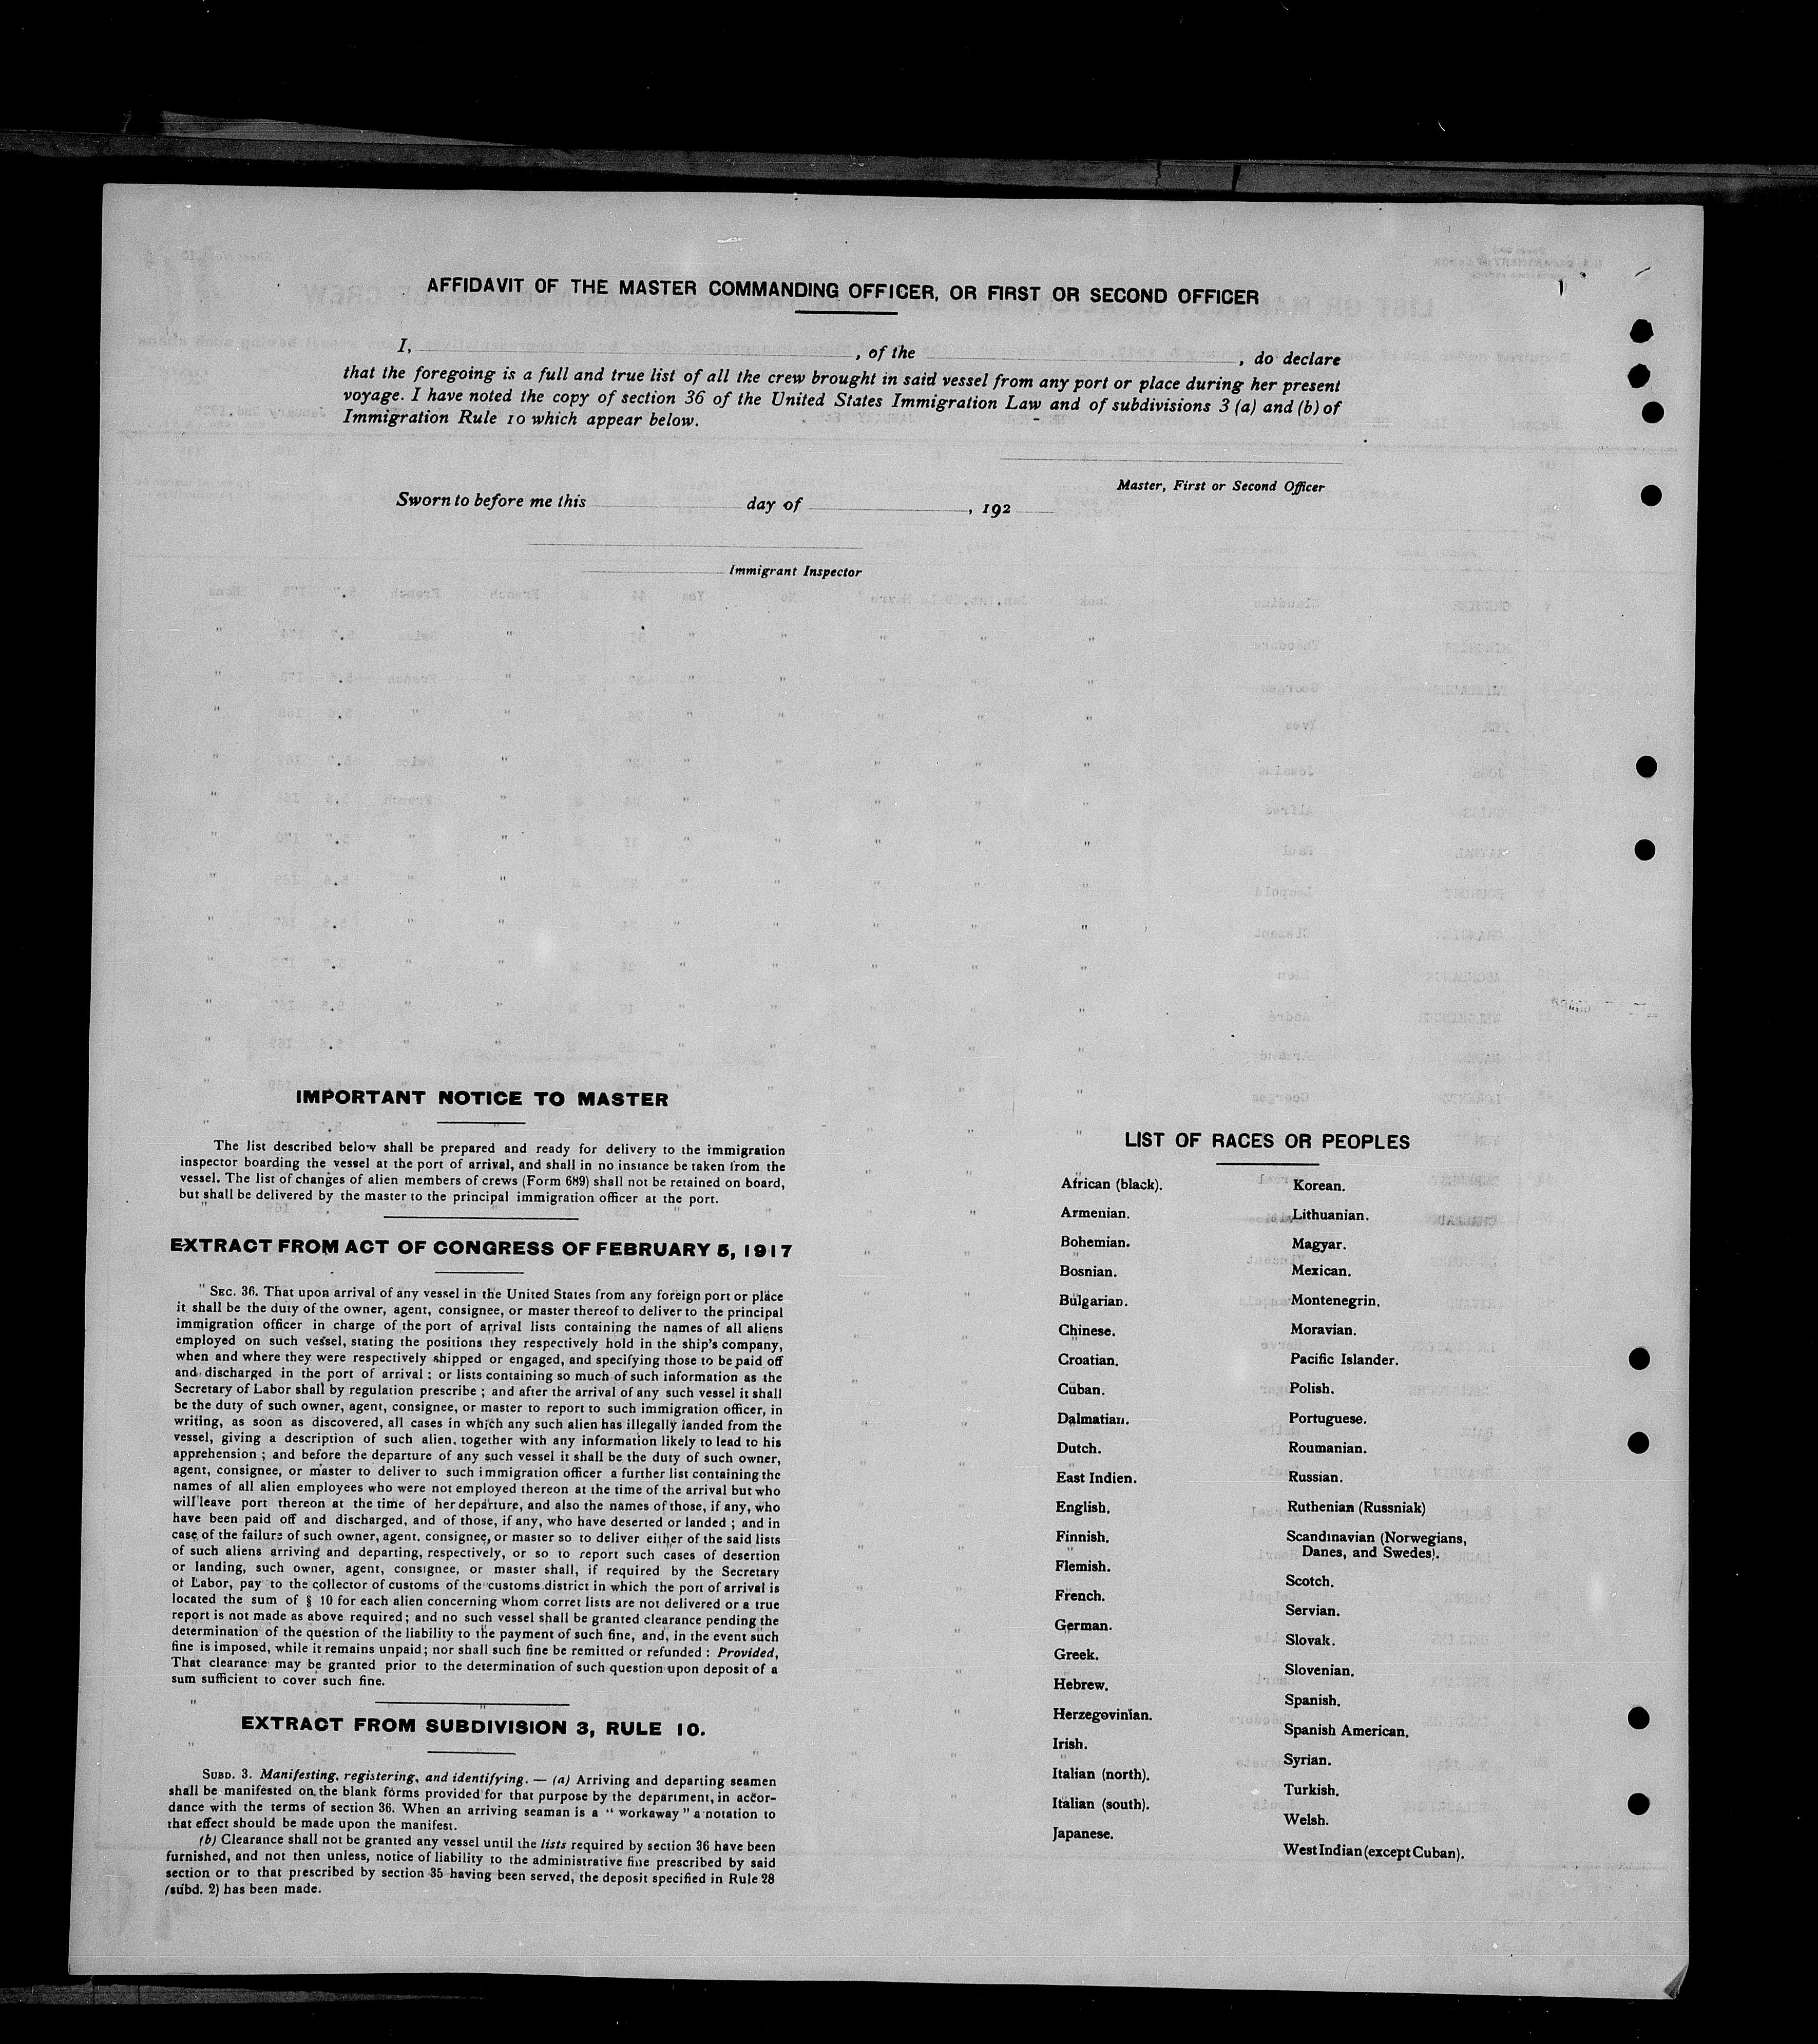 AFFIDAVIT OF THE MASTER COMMANDING OFFICER, OR FIRST OR SECOND OFFICER
I, , of the , do declare
that the foregoing is a full and true list of all the crew brought in said vessel from any port or place during her present
voyage. I have noted the copy of section 36 of the United States Immigration Law and of subdivisions 3 (a) and (b) of
Immigration Rule 10 which appear below.
Master, First or Second Officer
Sworn to before me this day of , 192
Immigrant Inspector
IMPORTANT NOTICE TO MASTER
The list described below shall be prepared and ready for delivery to the immigration
inspector boarding the vessel at the port of arrival, and shall in no instance be taken from the
vessel. The list of changes of alien members of crews (Form 689) shall not be retained on board,
but shall be delivered by the master to the principal immigration officer at the port.
EXTRACT FROM ACT OF CONGRESS OF FEBRUARY 5, 1917
" SEC. 36. That upon arrival of any vessel in the United States from any foreign port or place
it shall be the duty of the owner, agent, consignee, or master thereof to deliver to the principal
immigration officer in charge of the port of arrival lists containing the names of all aliens
employed on such vessel, stating the positions they respectively hold in the ship's company,
when and where they were respectively shipped or engaged, and specifying those to be paid off
and discharged in the port of arrival : or lists containing so much of such information as the
Secretary of Labor shall by regulation prescribe ; and after the arrival of any such vessel it shall
be the duty of such owner, agent, consignee, or master to report to such immigration officer, in
writing, as soon as discovered, all cases in which any such alien has illegally landed from the
vessel, giving a description of such alien, together with any information likely to lead to his
apprehension ; and before the departure of any such vessel it shall be the duty of such owner,
agent, consignee, or master to deliver to such immigration officer a further list containing the
names of all alien employees who were not employed thereon at the time of the arrival but who
will leave port thereon at the time of her departure, and also the names of those, if any, who
have been paid off and discharged, and of those, if any, who have deserted or landed ; and in
case of the failure of such owner, agent, consignee, or master so to deliver either of the said lists
of such aliens arriving and departing, respectively, or so to report such cases of desertion
or landing, such owner, agent, consignee, or master shall, if required by the Secretary
of Labor, pay to the collector of customs of the customs district in which the port of arrival is
located the sum of § 10 for each alien concerning whom corret lists are not delivered or a true
report is not made as above required ; and no such vessel shall be granted clearance pending the
determination of the question of the liability to the payment of such fine, and, in the event such
fine is imposed, while it remains unpaid ; nor shall such fine be remitted or refunded : Provided,
That clearance may be granted prior to the determination of such question upon deposit of a
sum sufficient to cover such fine.
EXTRACT FROM SUBDIVISION 3, RULE 10.
SUBD. 3. Manifesting, registering, and identifying. — (a) Arriving and departing seamen
shall be manifested on the blank forms provided for that purpose by the department, in accor-
dance with the terms of section 36. When an arriving seaman is a " workaway " a notation to
that effect should be made upon the manifest.
(b) Clearance shall not be granted any vessel until the lists required by section 36 have been
furnished, and not then unless, notice of liability to the administrative fine prescribed by said
section or to that prescribed by section 35 having been served, the deposit specified in Rule 28
(subd. 2) has been made.
LIST OF RACES OR PEOPLES
African (black).
Armenian.
Bohemian.
Bosnian.
Bulgarian.
Chinese.
Croatian.
Cuban.
Dalmatian.
Dutch.
East Indien.
English.
Finnish.
Flemish.
French.
German.
Greek.
Hebrew.
Herzegovinian.
Irish.
Italian (north).
Italian (south).
Japanese.
Korean.
Lithuanian.
Magyar.
Mexican.
Montenegrin.
Moravian.
Pacific Islander.
Polish.
Portuguese.
Roumanian.
Russian.
Ruthenian (Russniak)
Scandinavian (Norwegians,
Danes, and Swedes).
Scotch.
Servian.
Slovak.
Slovenian.
Spanish.
Spanish American.
Syrian.
Turkish.
Welsh.
West Indian (except Cuban).